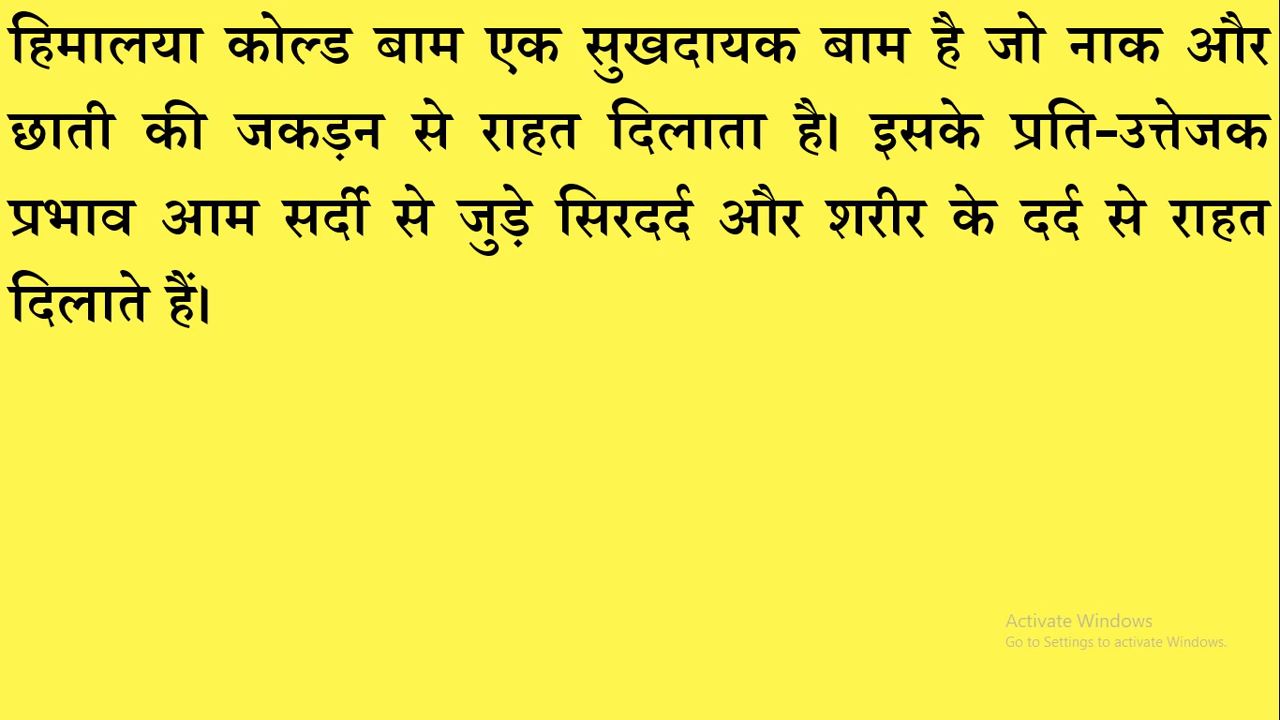 हिमालया कोल्ड बाम एक सुखदायक बाम है जो नाक और
छाती की जकड़न से राहत दिलाता है। इसके प्रति-उत्तेजक
प्रभाव आम सर्दी से जुड़े सिरदर्द और शरीर के दर्द से राहत
दिलाते हैं।
Activate Windows
Go to Settings to activate Windows.